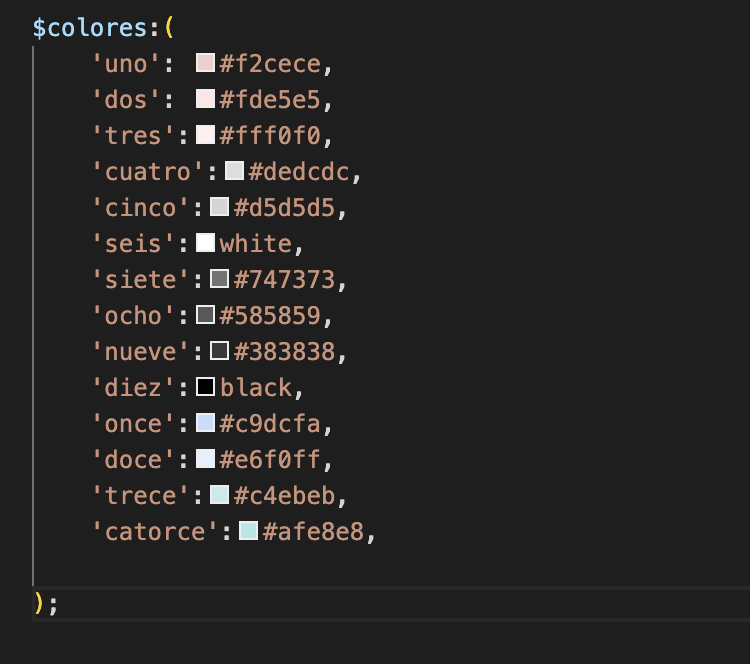 $colores:(
'uno': #f2cece,
'dos': #fde5e5,
'tres':#fff0f0,
'cuatro':#dedcdc,
'cinco':#d5d5d5,
'seis':white,
'siete':#747373,
'ocho':#585859,
'nueve':#383838,
'diez':black,
'once':#c9dcfa,
'doce':#e6f0ff,
'trece':#c4ebeb,
'catorce':#afe8e8,
);